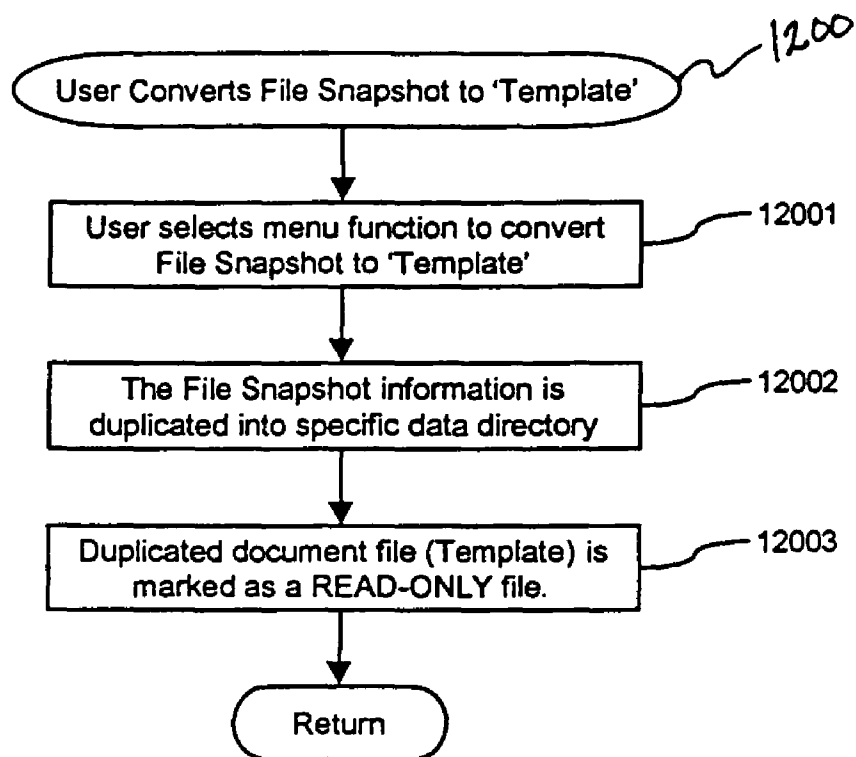 1200
User Converts File Snapshot to 'Template'
User selects menu function to convert
File Snapshot to 'Template'
12001
The File Snapshot information is
duplicated into specific data directory
12002
Duplicated document file (Template) is
marked as a READ-ONLY file.
12003
Return